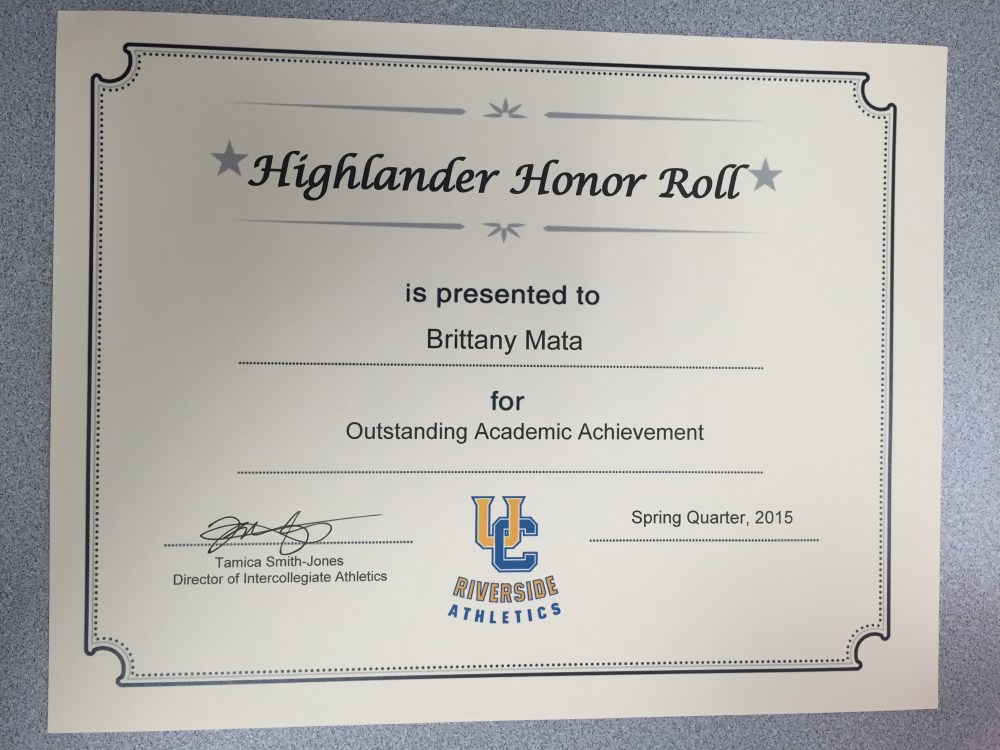 Highlander Honor Roll
is presented to
Brittany Mata
for
Outstanding Academic Achievement
Tamica Smith-Jones
Director of Intercollegiate Athletics
UC
RIVERSIDE
ATHLETICS
Spring Quarter, 2015